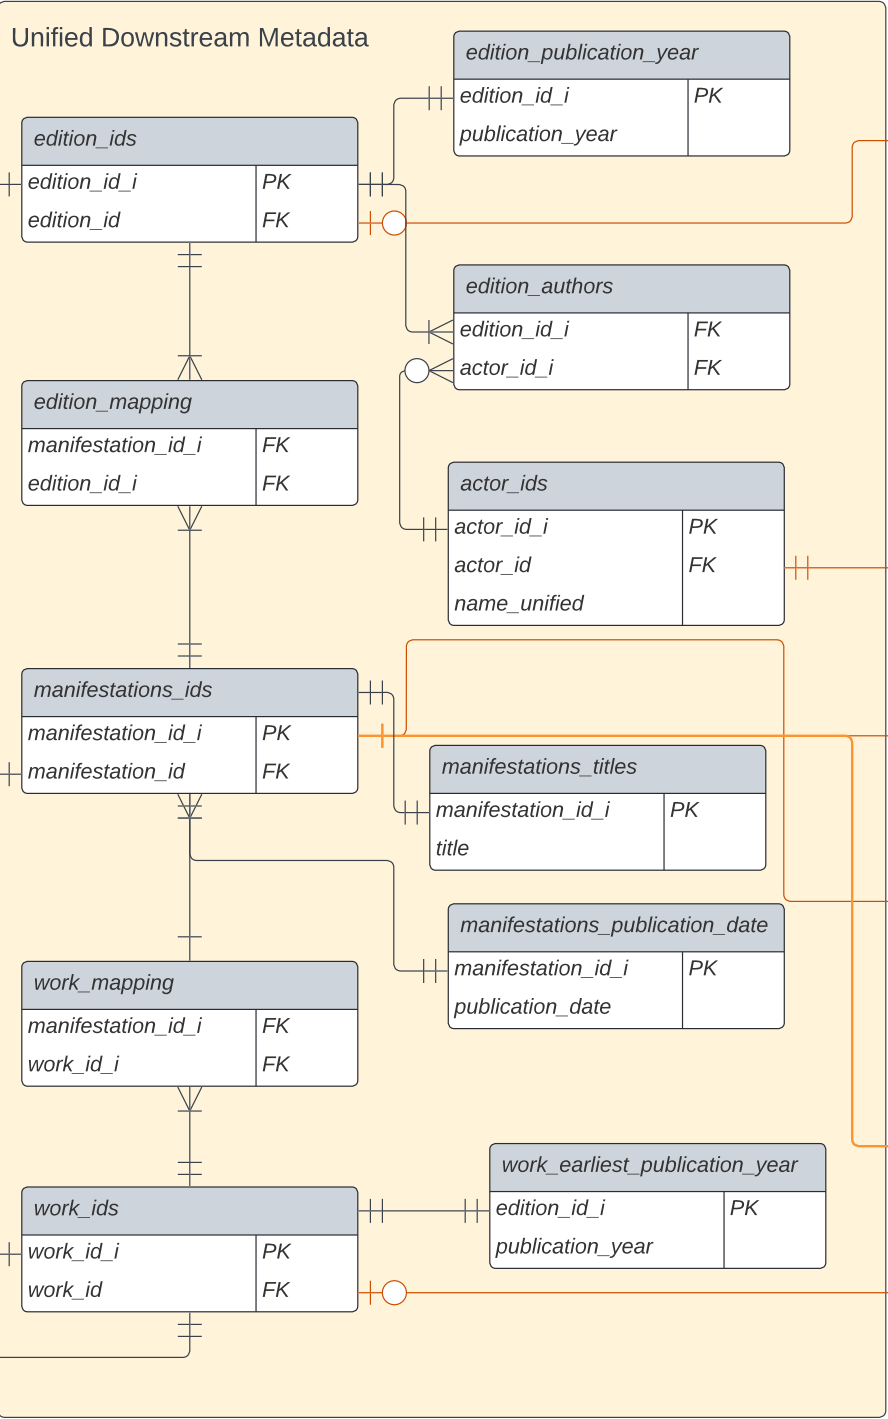 Unified Downstream Metadata
edition_publication_year
edition_id_i PK
publication_year
edition_ids
edition_id_i PK
edition_id FK
edition_authors
edition_id_i FK
actor_id_i FK
edition_mapping
manifestation_id_i FK
edition_id_i FK
actor_ids
actor_id_i PK
actor_id FK
name_unified
manifestations_ids
manifestation_id_i PK
manifestation_id FK
manifestations_titles
manifestation_id_i PK
title
manifestations_publication_date
manifestation_id_i PK
publication_date
work_mapping
manifestation_id_i FK
work_id_i FK
work_earliest_publication_year
edition_id_i PK
publication_year
work_ids
work_id_i PK
work_id FK